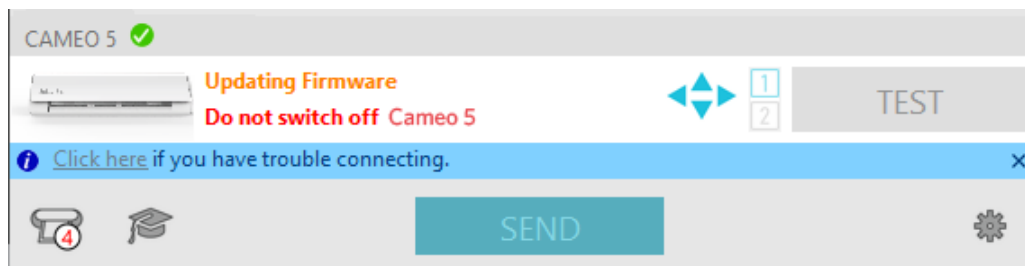 CAMEO 5
Updating Firmware
Do not switch off Cameo 5
1
2
TEST
Click here if you have trouble connecting.
4
SEND